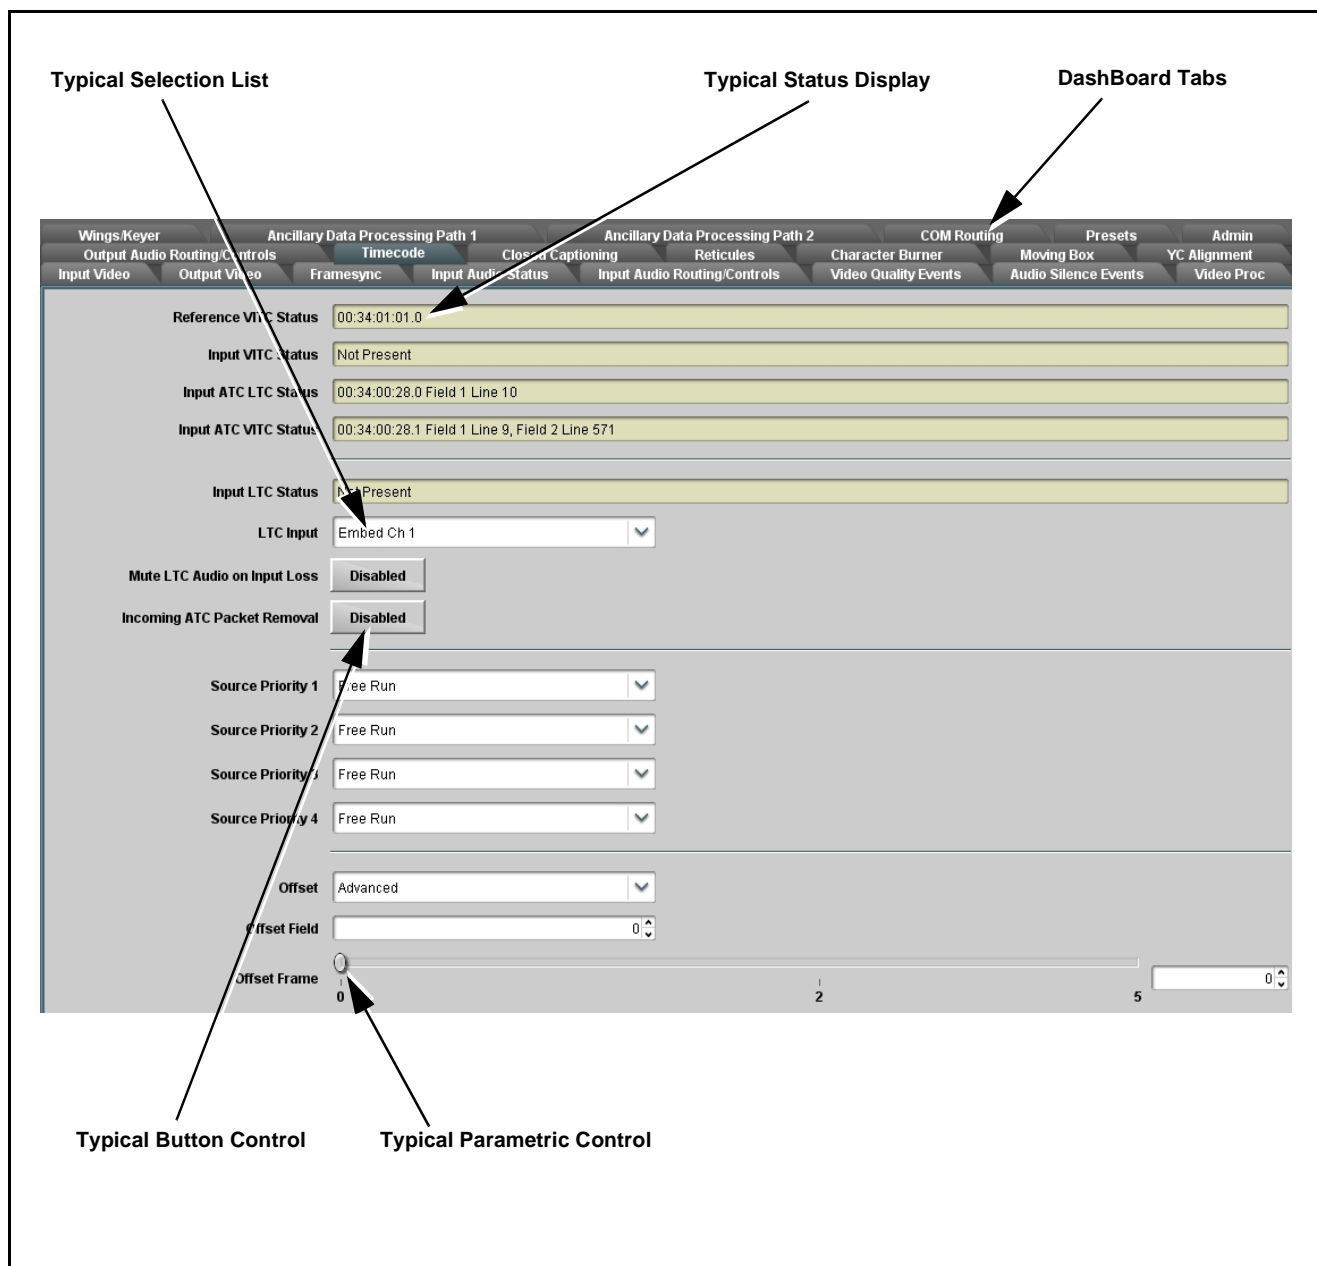 Typical Selection List Typical Status Display DashBoard Tabs
Wings/Keyer Ancillary Data Processing Path 1 Ancillary Data Processing Path 2 COM Routing Presets Admin
Output Audio Routing/Controls Timecode Closed Captioning Reticules Character Burner Moving Box YC Alignment
Input Video Output Video Framesync Input Audio Status Input Audio Routing/Controls Video Quality Events Audio Silence Events Video Proc
Reference VITC Status 00:34:01:01.0
Input VITC Status Not Present
Input ATC LTC Status 00:34:00:28.0 Field 1 Line 10
Input ATC VITC Status 00:34:00:28.1 Field 1 Line 9, Field 2 Line 571
Input LTC Status Not Present
LTC Input Embed Ch 1
Mute LTC Audio on Input Loss Disabled
Incoming ATC Packet Removal Disabled
Source Priority 1 Free Run
Source Priority 2 Free Run
Source Priority 3 Free Run
Source Priority 4 Free Run
Offset Advanced
Offset Field 0
Offset Frame 0
0 2 5
Typical Button Control Typical Parametric Control